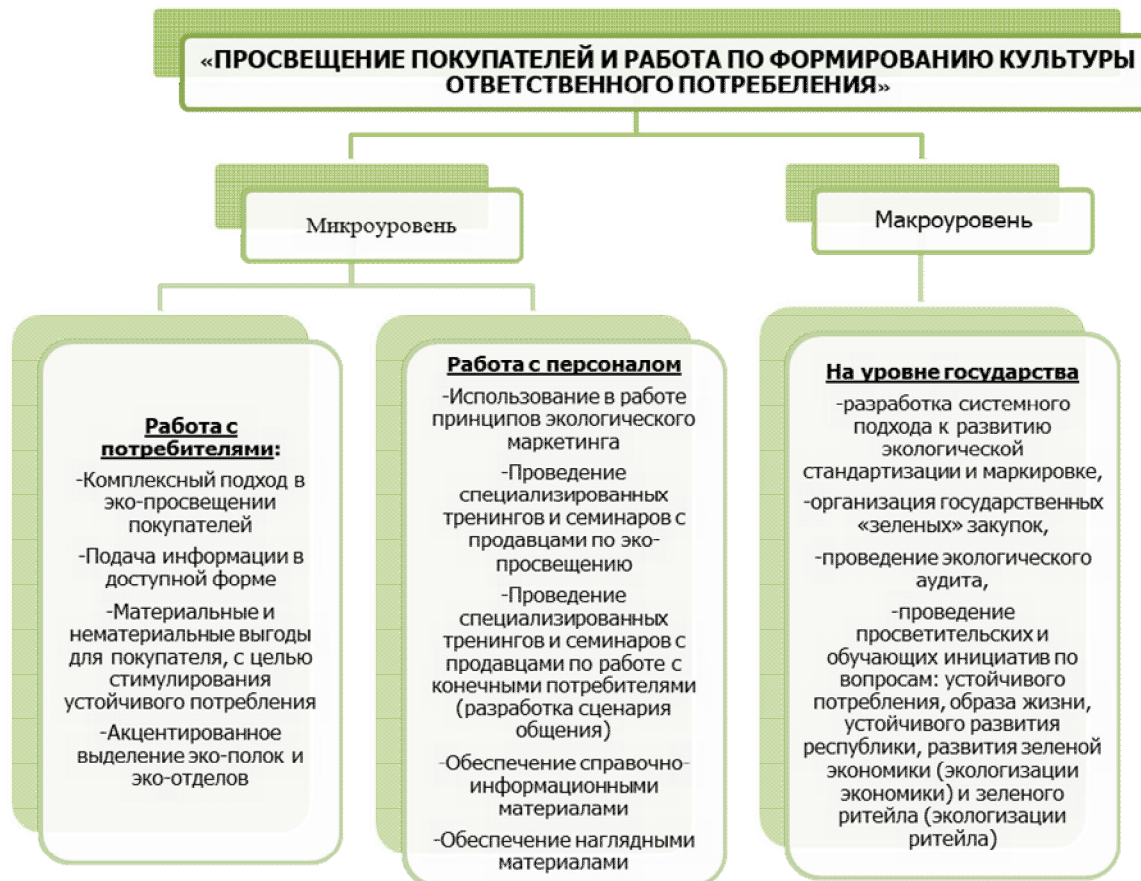 «ПРОСВЕЩЕНИЕ ПОКУПАТЕЛЕЙ И РАБОТА ПО ФОРМИРОВАНИЮ КУЛЬТУРЫ
ОТВЕТСТВЕННОГО ПОТРЕБЕЛЕНИЯ»
Микроуровень
Макроуровень
Работа с
потребителями:
-Комплексный подход в
эко-просвещении
покупателей
-Подача информации в
доступной форме
-Материальные и
нематериальные выгоды
для покупателя, с целью
стимулирования
устойчивого потребления
-Акцентированное
выделение эко-полок и
эко-отделов
Работа с персоналом
-Использование в работе
принципов экологического
маркетинга
-Проведение
специализированных
тренингов и семинаров с
продавцами по эко-
просвещению
-Проведение
специализированных
тренингов и семинаров с
продавцами по работе с
конечными потребителями
(разработка сценария
общения)
-Обеспечение справочно-
информационными
материалами
-Обеспечение наглядными
материалами
На уровне государства
-разработка системного
подхода к развитию
экологической
стандартизации и маркировке,
-организация государственных
«зеленых» закупок,
-проведение экологического
аудита,
-проведение
просветительских и
обучающих инициатив по
вопросам: устойчивого
потребления, образа жизни,
устойчивого развития
республики, развития зеленой
экономики (экологизации
экономики) и зеленого
ритейла (экологизации
ритейла)